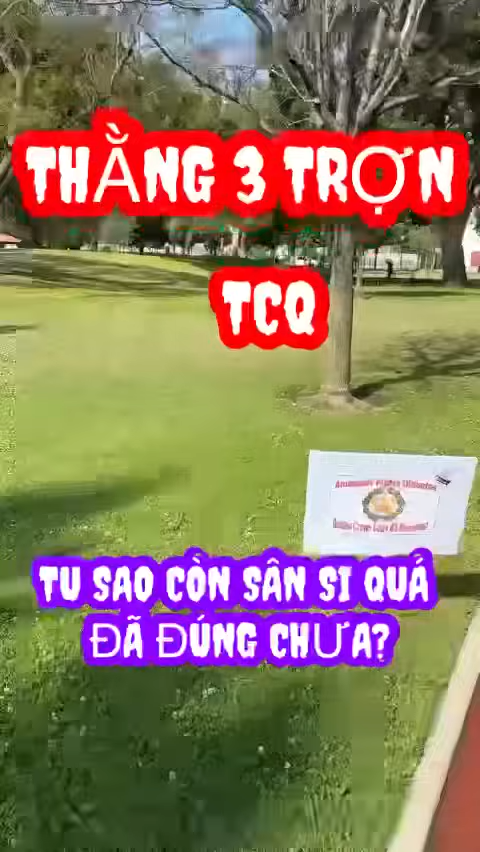 THẰNG 3 TRỢN
TCQ
TU SAO CÒN SÂN SI QUÁ
ĐÃ ĐÚNG CHƯA?